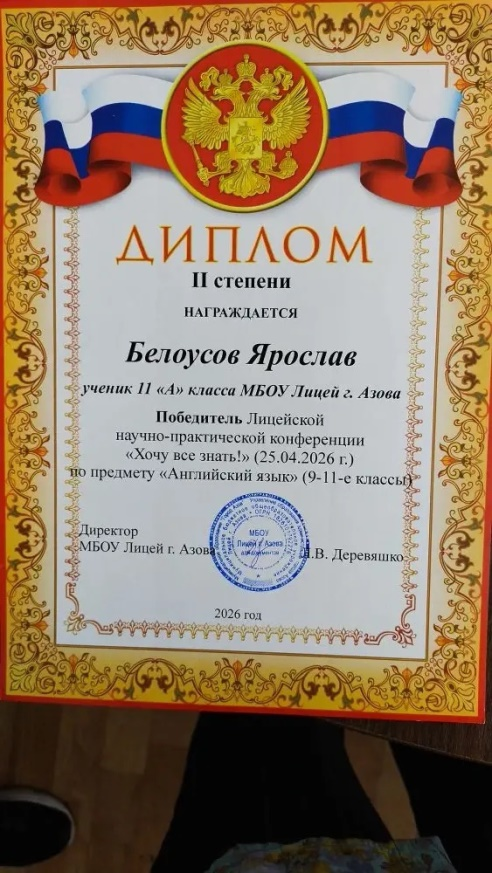 ДИПЛОМ
II степени
НАГРАЖДАЕТСЯ
Белоусов Ярослав
ученик 11 «А» класса МБОУ Лицей г. Азова
Победитель Лицейской
научно-практической конференции
«Хочу все знать!» (25.04.2026 г.)
по предмету «Английский язык» (9-11-е классы)
Директор
МБОУ Лицей г. Азова
В. Деревяшко
МБОУ
Лицей г. Азова
для документов
2026 год